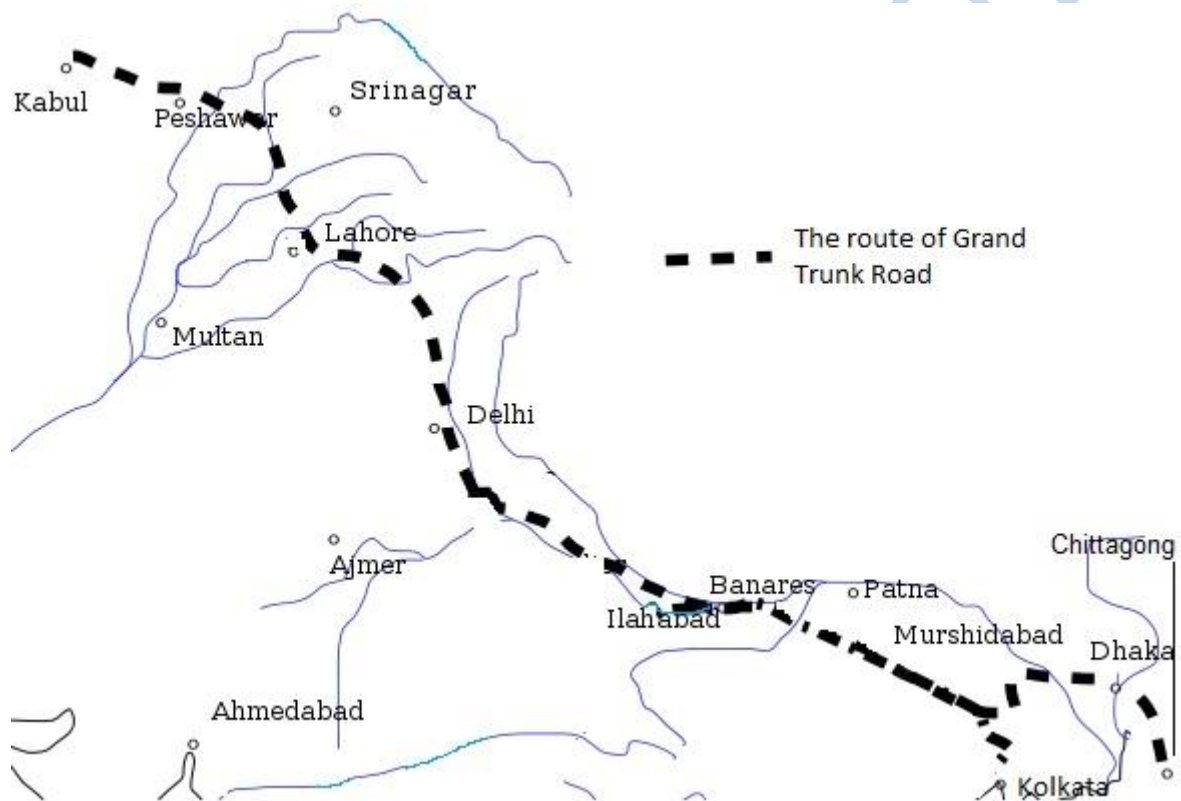 Srinagar
Kabul
Peshawar
Lahore
The route of Grand
Trunk Road
Multan
Delhi
Chittagong
Ajmer
Banares
Patna
Ilahabad
Murshidabad
Dhaka
Ahmedabad
Kolkata